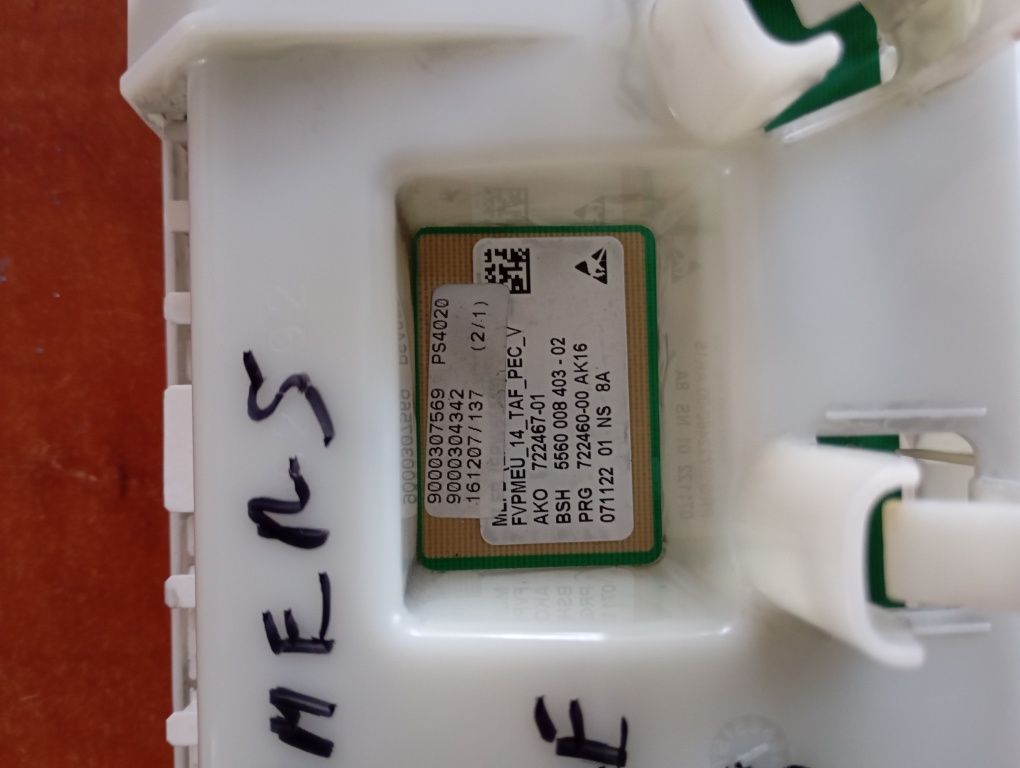 9000307569 PS4020
9000304342
161207/137 (2/1)
FVPMEU_14_TAF_PEC_V
AKO 722467-01
BSH 5560 008 403 - 02
PRG 722460-00 AK16
071122 01 NS 8A
MERS
E